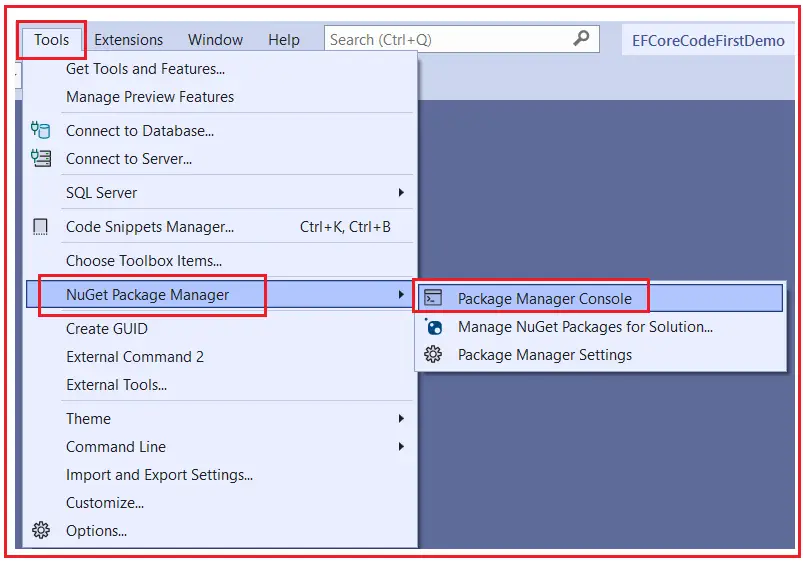 Tools Extensions Window Help Search (Ctrl+Q) EFCoreCodeFirstDemo
Get Tools and Features...
Manage Preview Features
Connect to Database...
Connect to Server...
SQL Server
Code Snippets Manager... Ctrl+K, Ctrl+B
Choose Toolbox Items...
NuGet Package Manager
Package Manager Console
Manage NuGet Packages for Solution...
Package Manager Settings
Create GUID
External Command 2
External Tools...
Theme
Command Line
Import and Export Settings...
Customize...
Options...